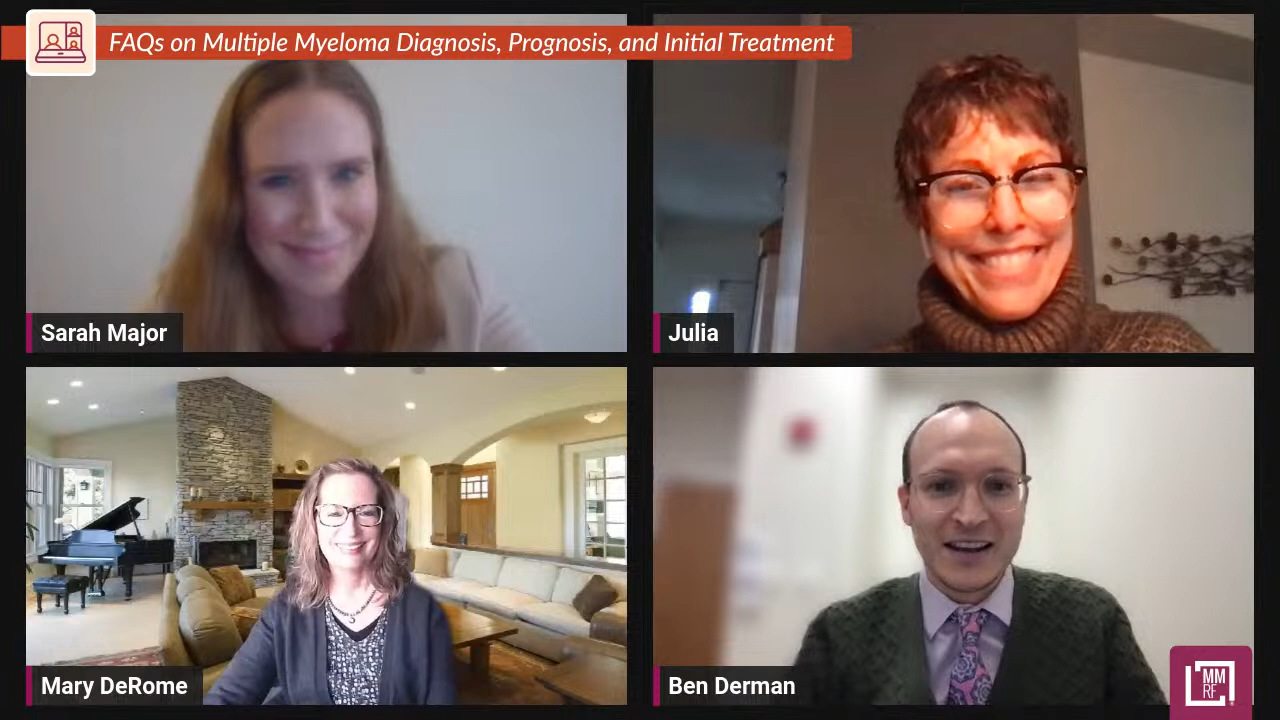 FAQs on Multiple Myeloma Diagnosis, Prognosis, and Initial Treatment
Sarah Major
Julia
Mary DeRome
Ben Derman
MM
RF